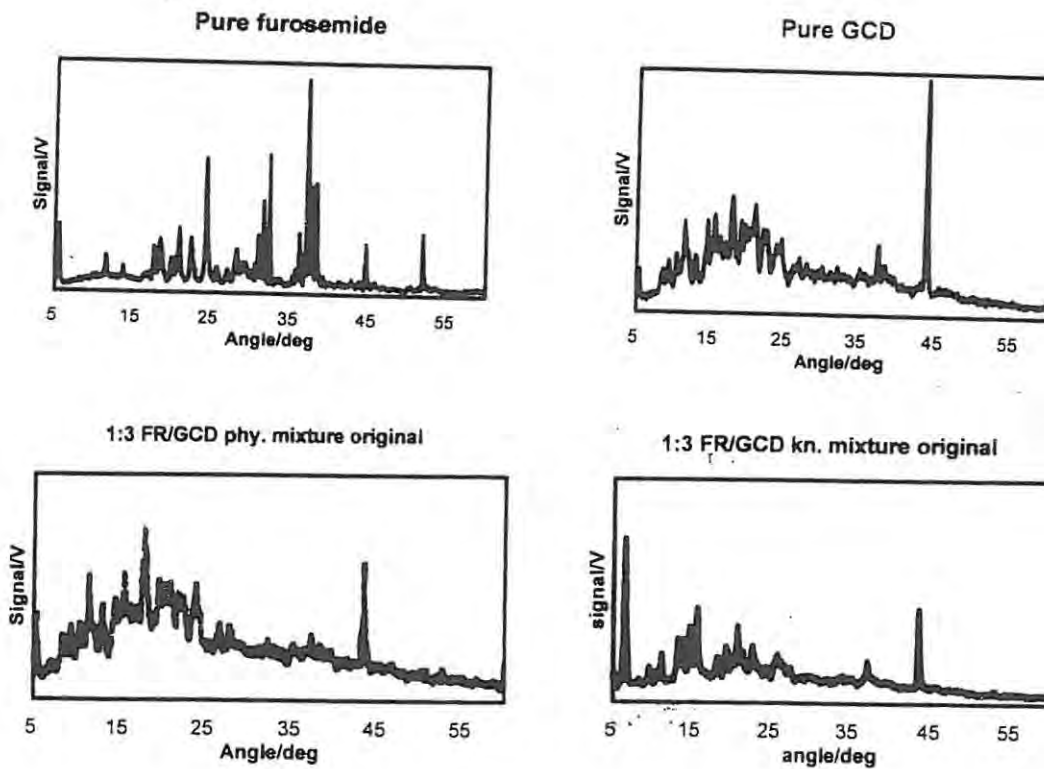 Pure furosemide
Signal/V
5 15 25 35 45 55
Angle/deg
Pure GCD
Signal/V
5 15 25 35 45 55
Angle/deg
1:3 FR/GCD phy. mixture original
Signal/V
5 15 25 35 45 55
Angle/deg
1:3 FR/GCD kn. mixture original
signal/V
5 15 25 35 45 55
angle/deg